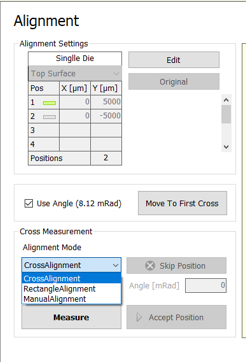 Alignment
Alignment Settings
Singlle Die
Top Surface
Pos X [µm] Y [µm]
1 0 5000
2 0 -5000
3
4
Positions 2
Edit
Original
Use Angle (8.12 mRad)
Move To First Cross
Cross Measurement
Alignment Mode
CrossAlignment
CrossAlignment
RectangleAlignment
ManualAlignment
Skip Position
Angle [mRad] 0
Measure
Accept Position